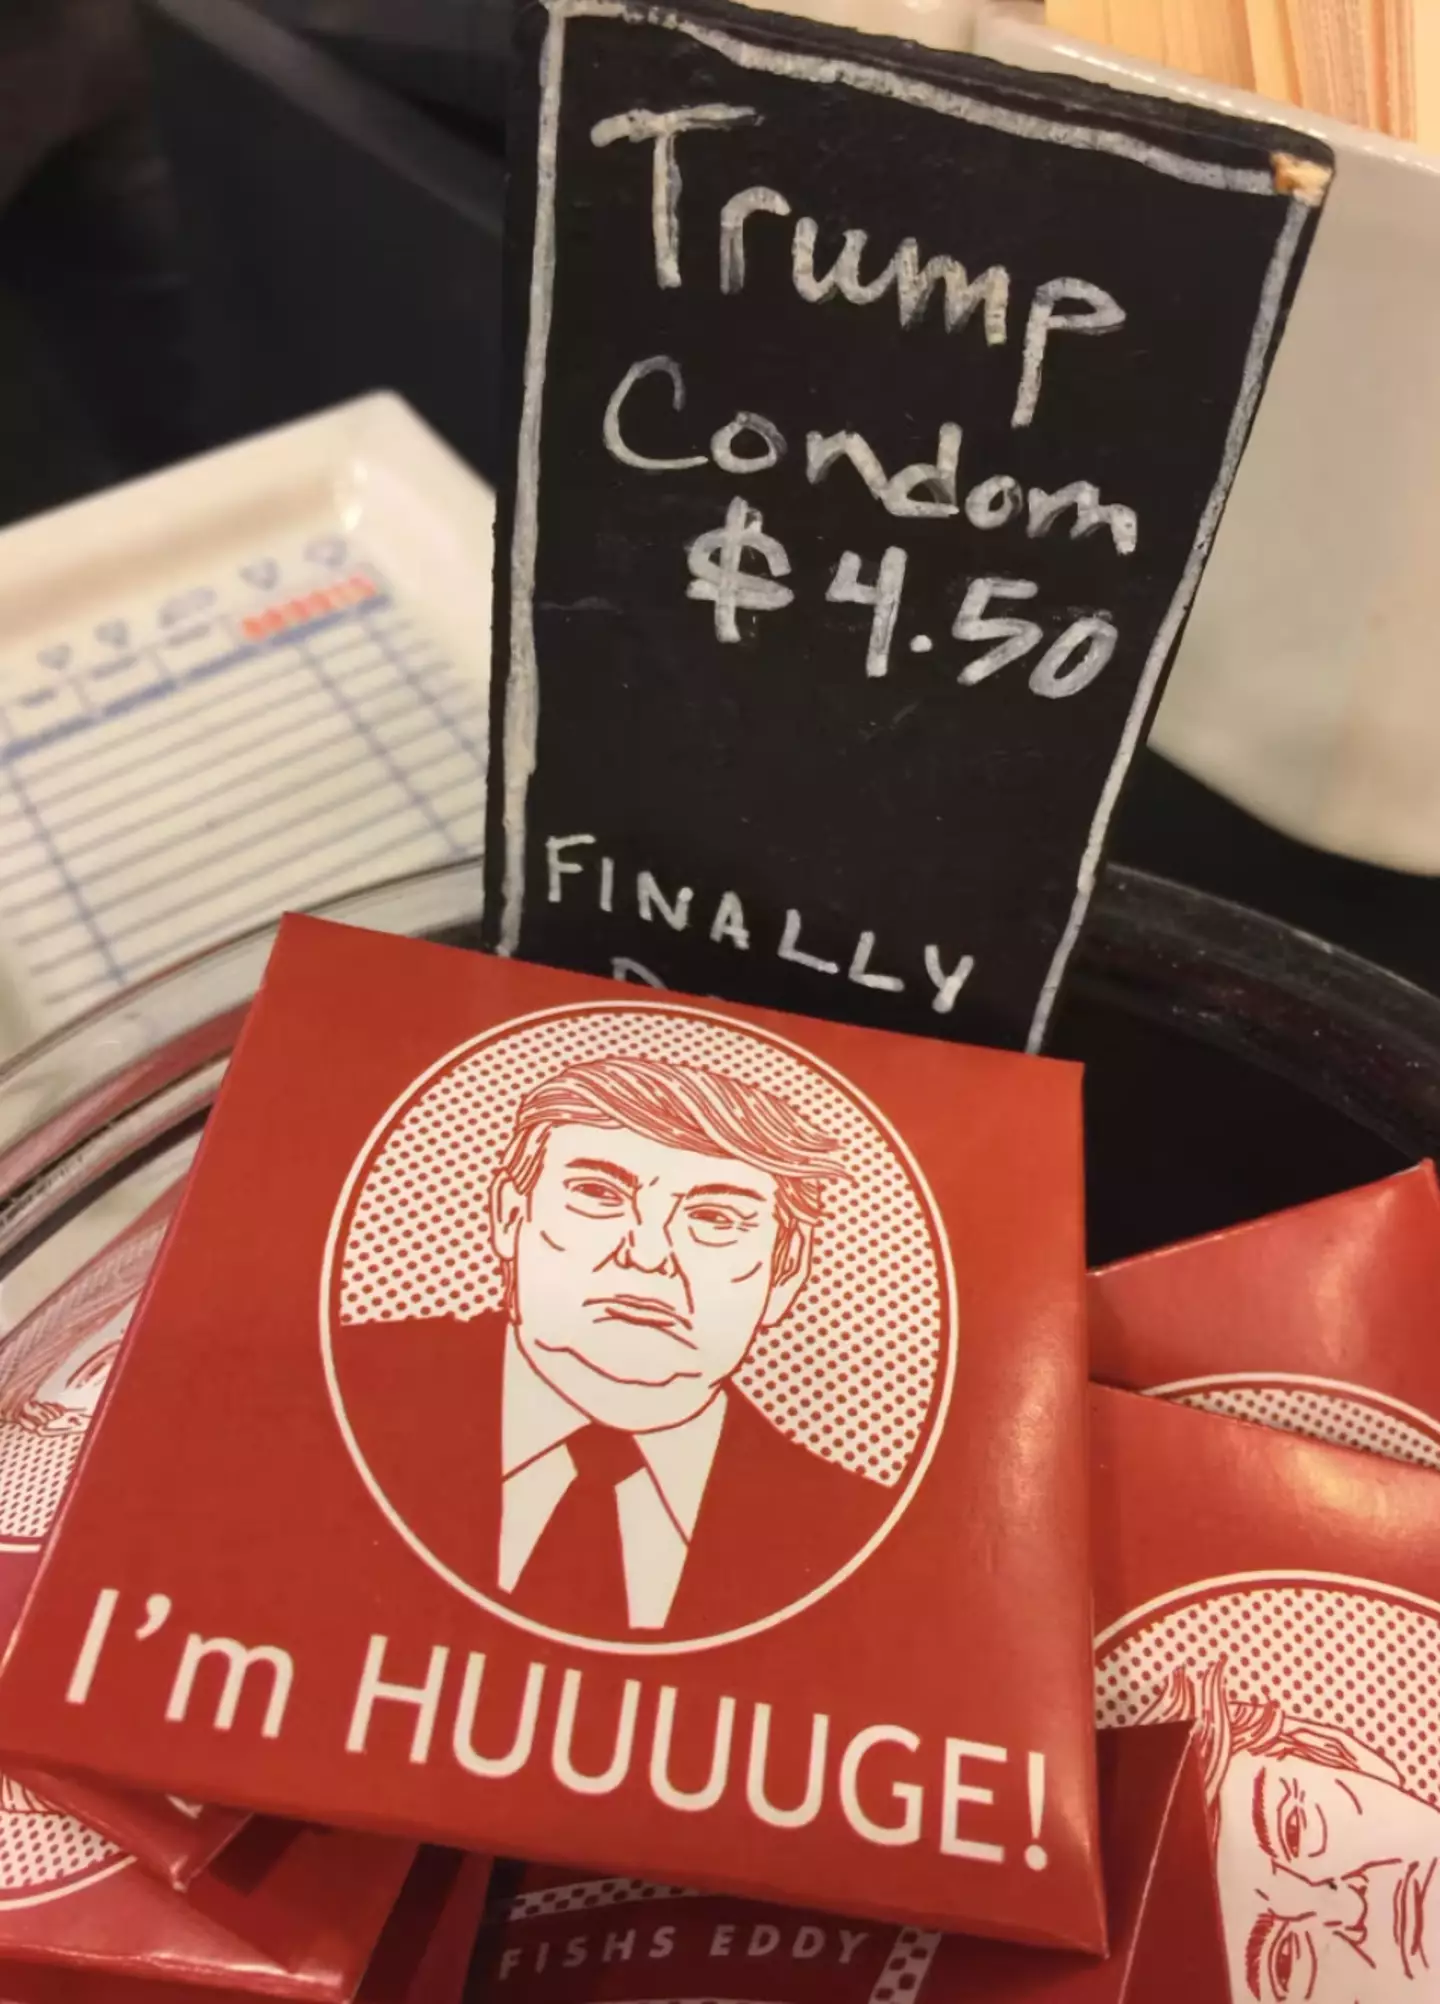 Trump
Condom
$4.50
FINALLY
I'm HUUUUGE!
FISHS EDDY